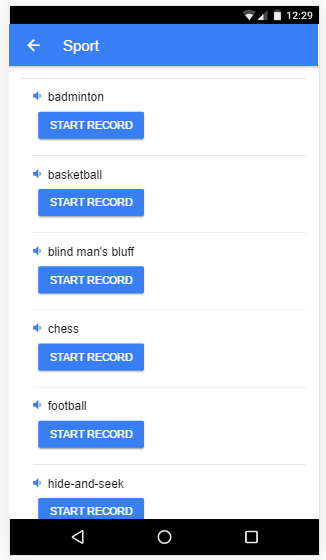 12:29
Sport
badminton
START RECORD
basketball
START RECORD
blind man's bluff
START RECORD
chess
START RECORD
football
START RECORD
hide-and-seek
START RECORD